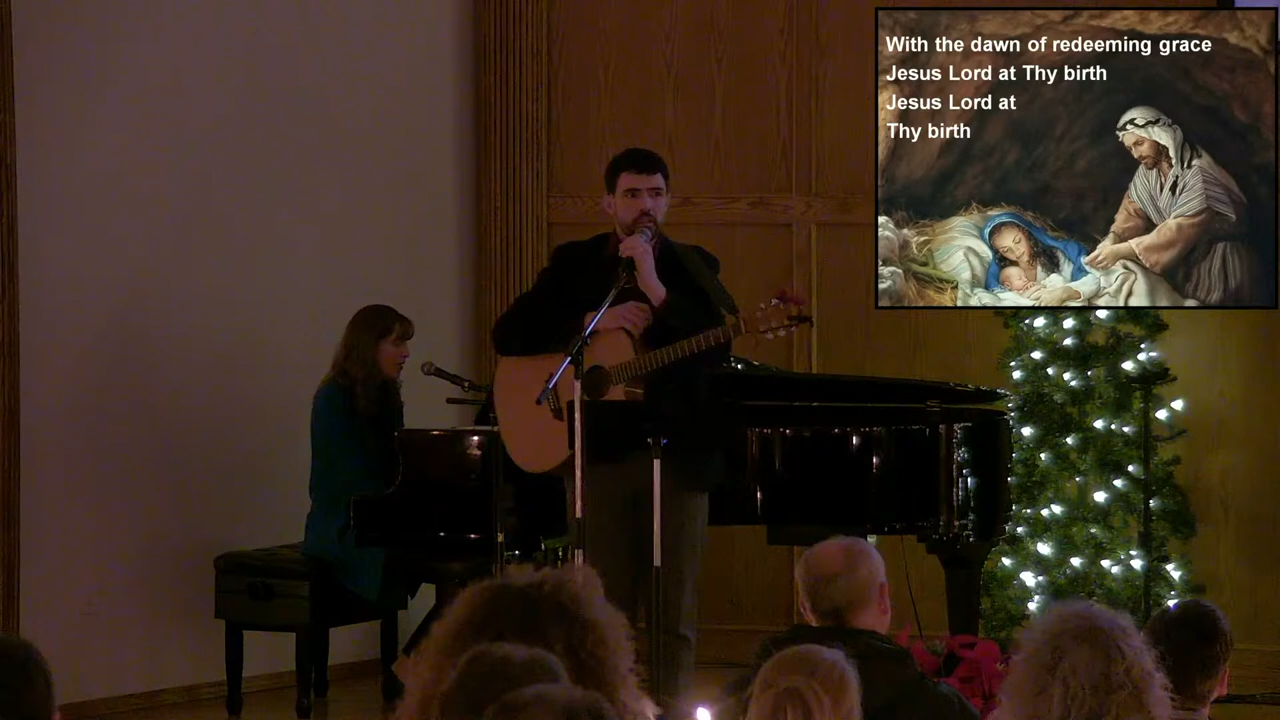 With the dawn of redeeming grace
Jesus Lord at Thy birth
Jesus Lord at
Thy birth